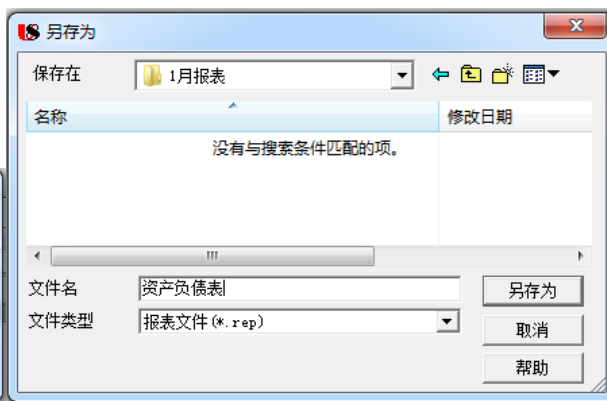 另存为
保存在
1月报表
名称
修改日期
没有与搜索条件匹配的项。
文件名
资产负债表
另存为
文件类型
报表文件(*.rep)
取消
帮助